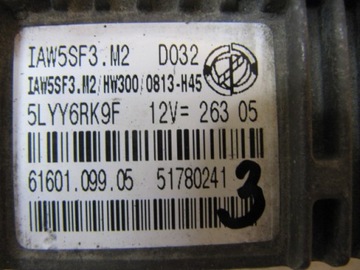 IAW5SF3.M2 D032
IAW5SF3.M2/HW300/0813-H45
5LYY6RK9F 12V= 263 05
61601.099.05 51780241
3